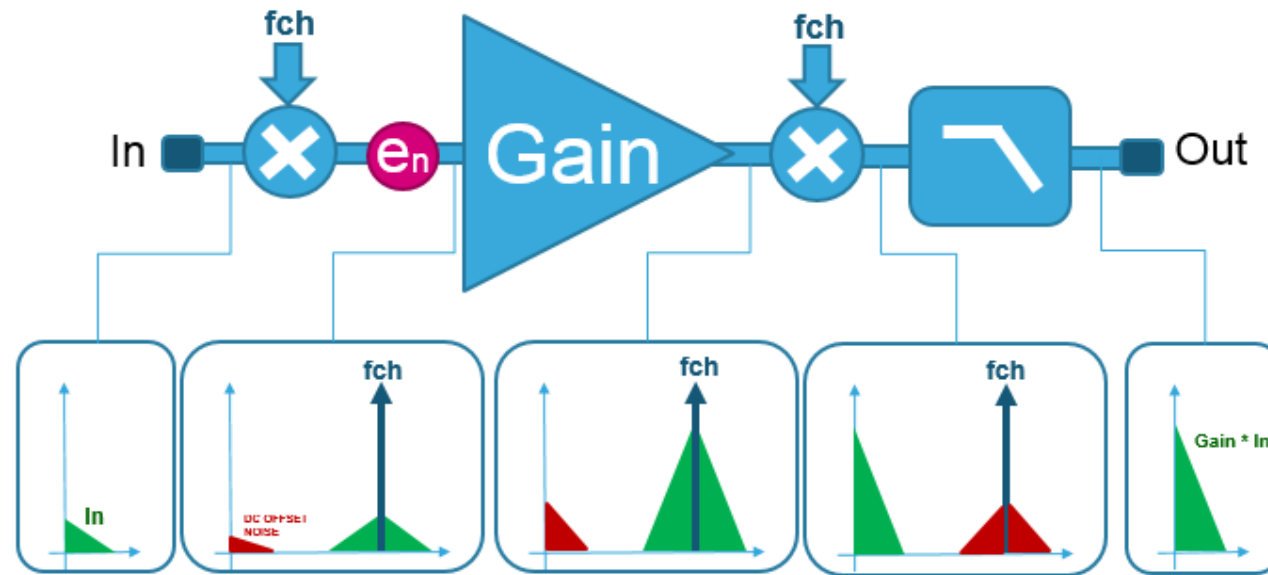 fch
fch
In
en
Gain
Out
In
fch
DC OFFSET
NOISE
fch
fch
Gain * In